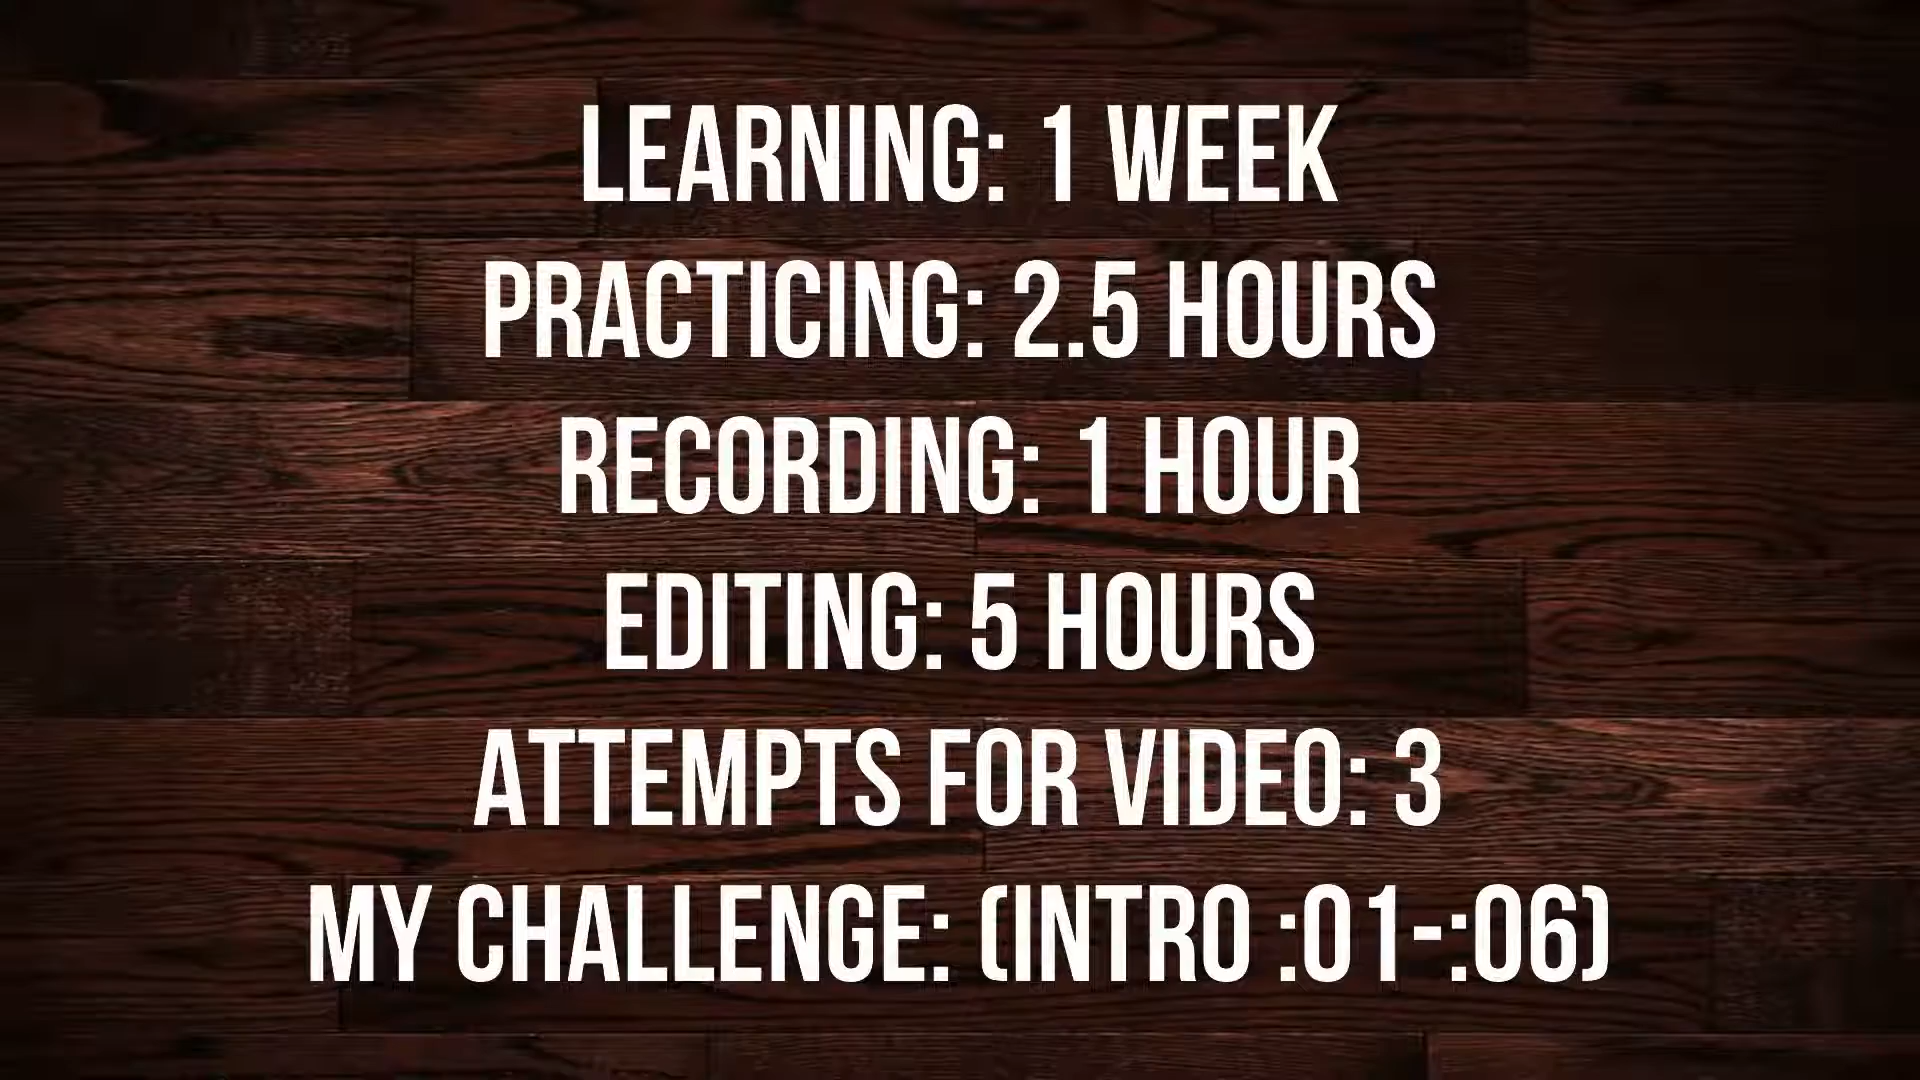 LEARNING: 1 WEEK
PRACTICING: 2.5 HOURS
RECORDING: 1 HOUR
EDITING: 5 HOURS
ATTEMPTS FOR VIDEO: 3
MY CHALLENGE: (INTRO :01-:06)